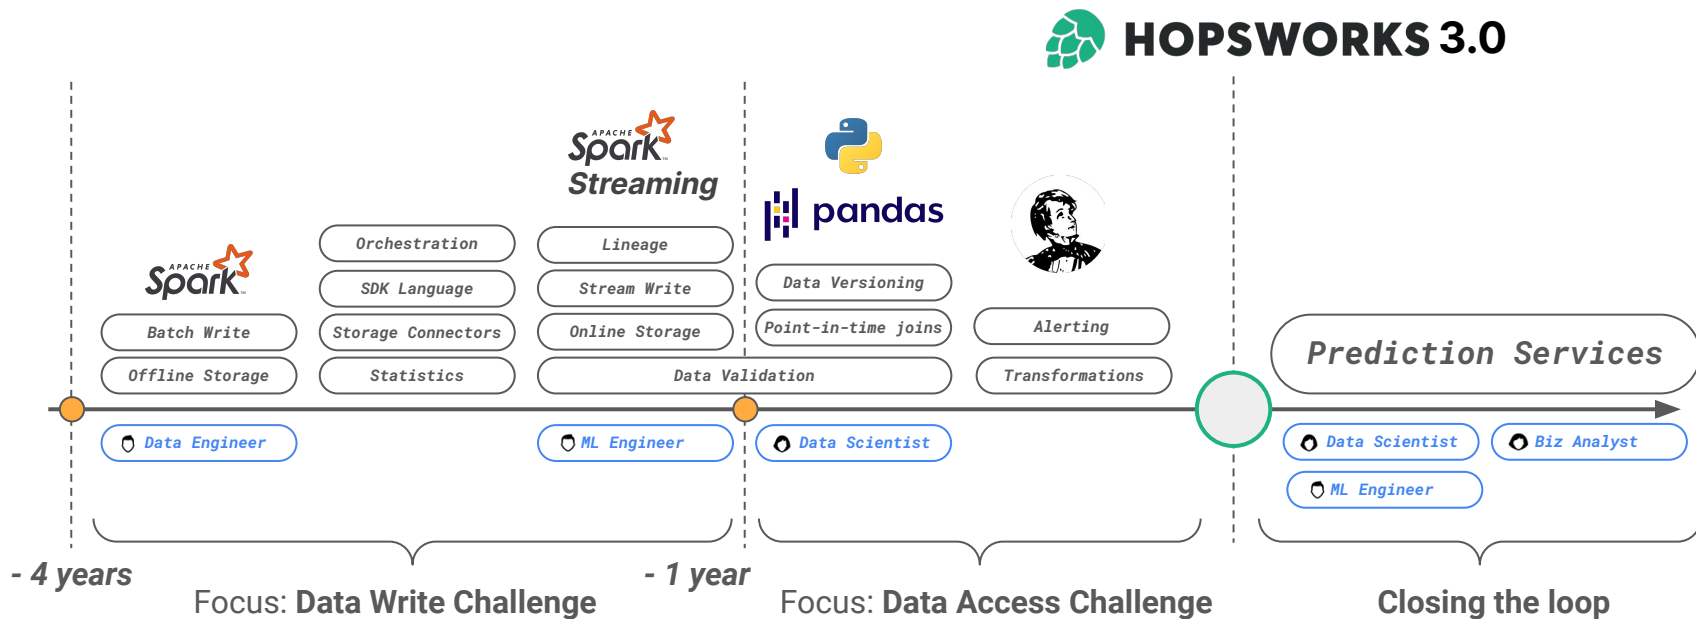 HOPSWORKS 3.0
APACHE
Spark™
Streaming
pandas
APACHE
Spark™
Orchestration
SDK Language
Storage Connectors
Statistics
Lineage
Stream Write
Online Storage
Data Validation
Batch Write
Offline Storage
Data Versioning
Point-in-time joins
Alerting
Transformations
Prediction Services
Data Engineer
ML Engineer
Data Scientist
Data Scientist
Biz Analyst
ML Engineer
- 4 years
- 1 year
Focus: Data Write Challenge
Focus: Data Access Challenge
Closing the loop